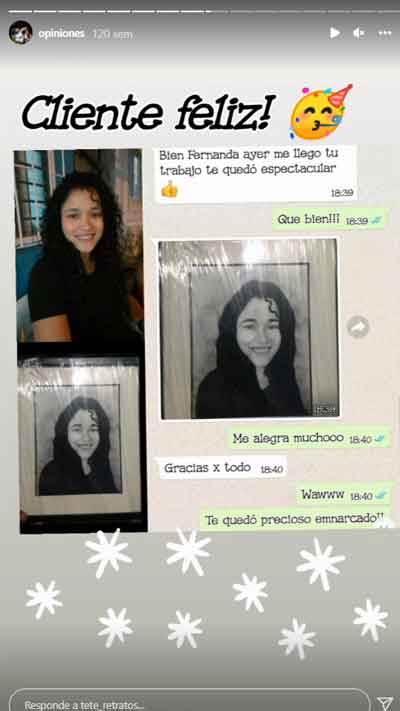 opiniones 120 sem
Cliente feliz!
Bien Fernanda ayer me llego tu
trabajo te quedó espectacular
18:39
Que bien!!! 18:39
18:39
Me alegra muchooo 18:40
Gracias x todo 18:40
Wawww 18:40
Te quedó precioso emnarcado!!
Responde a tete_retratos...